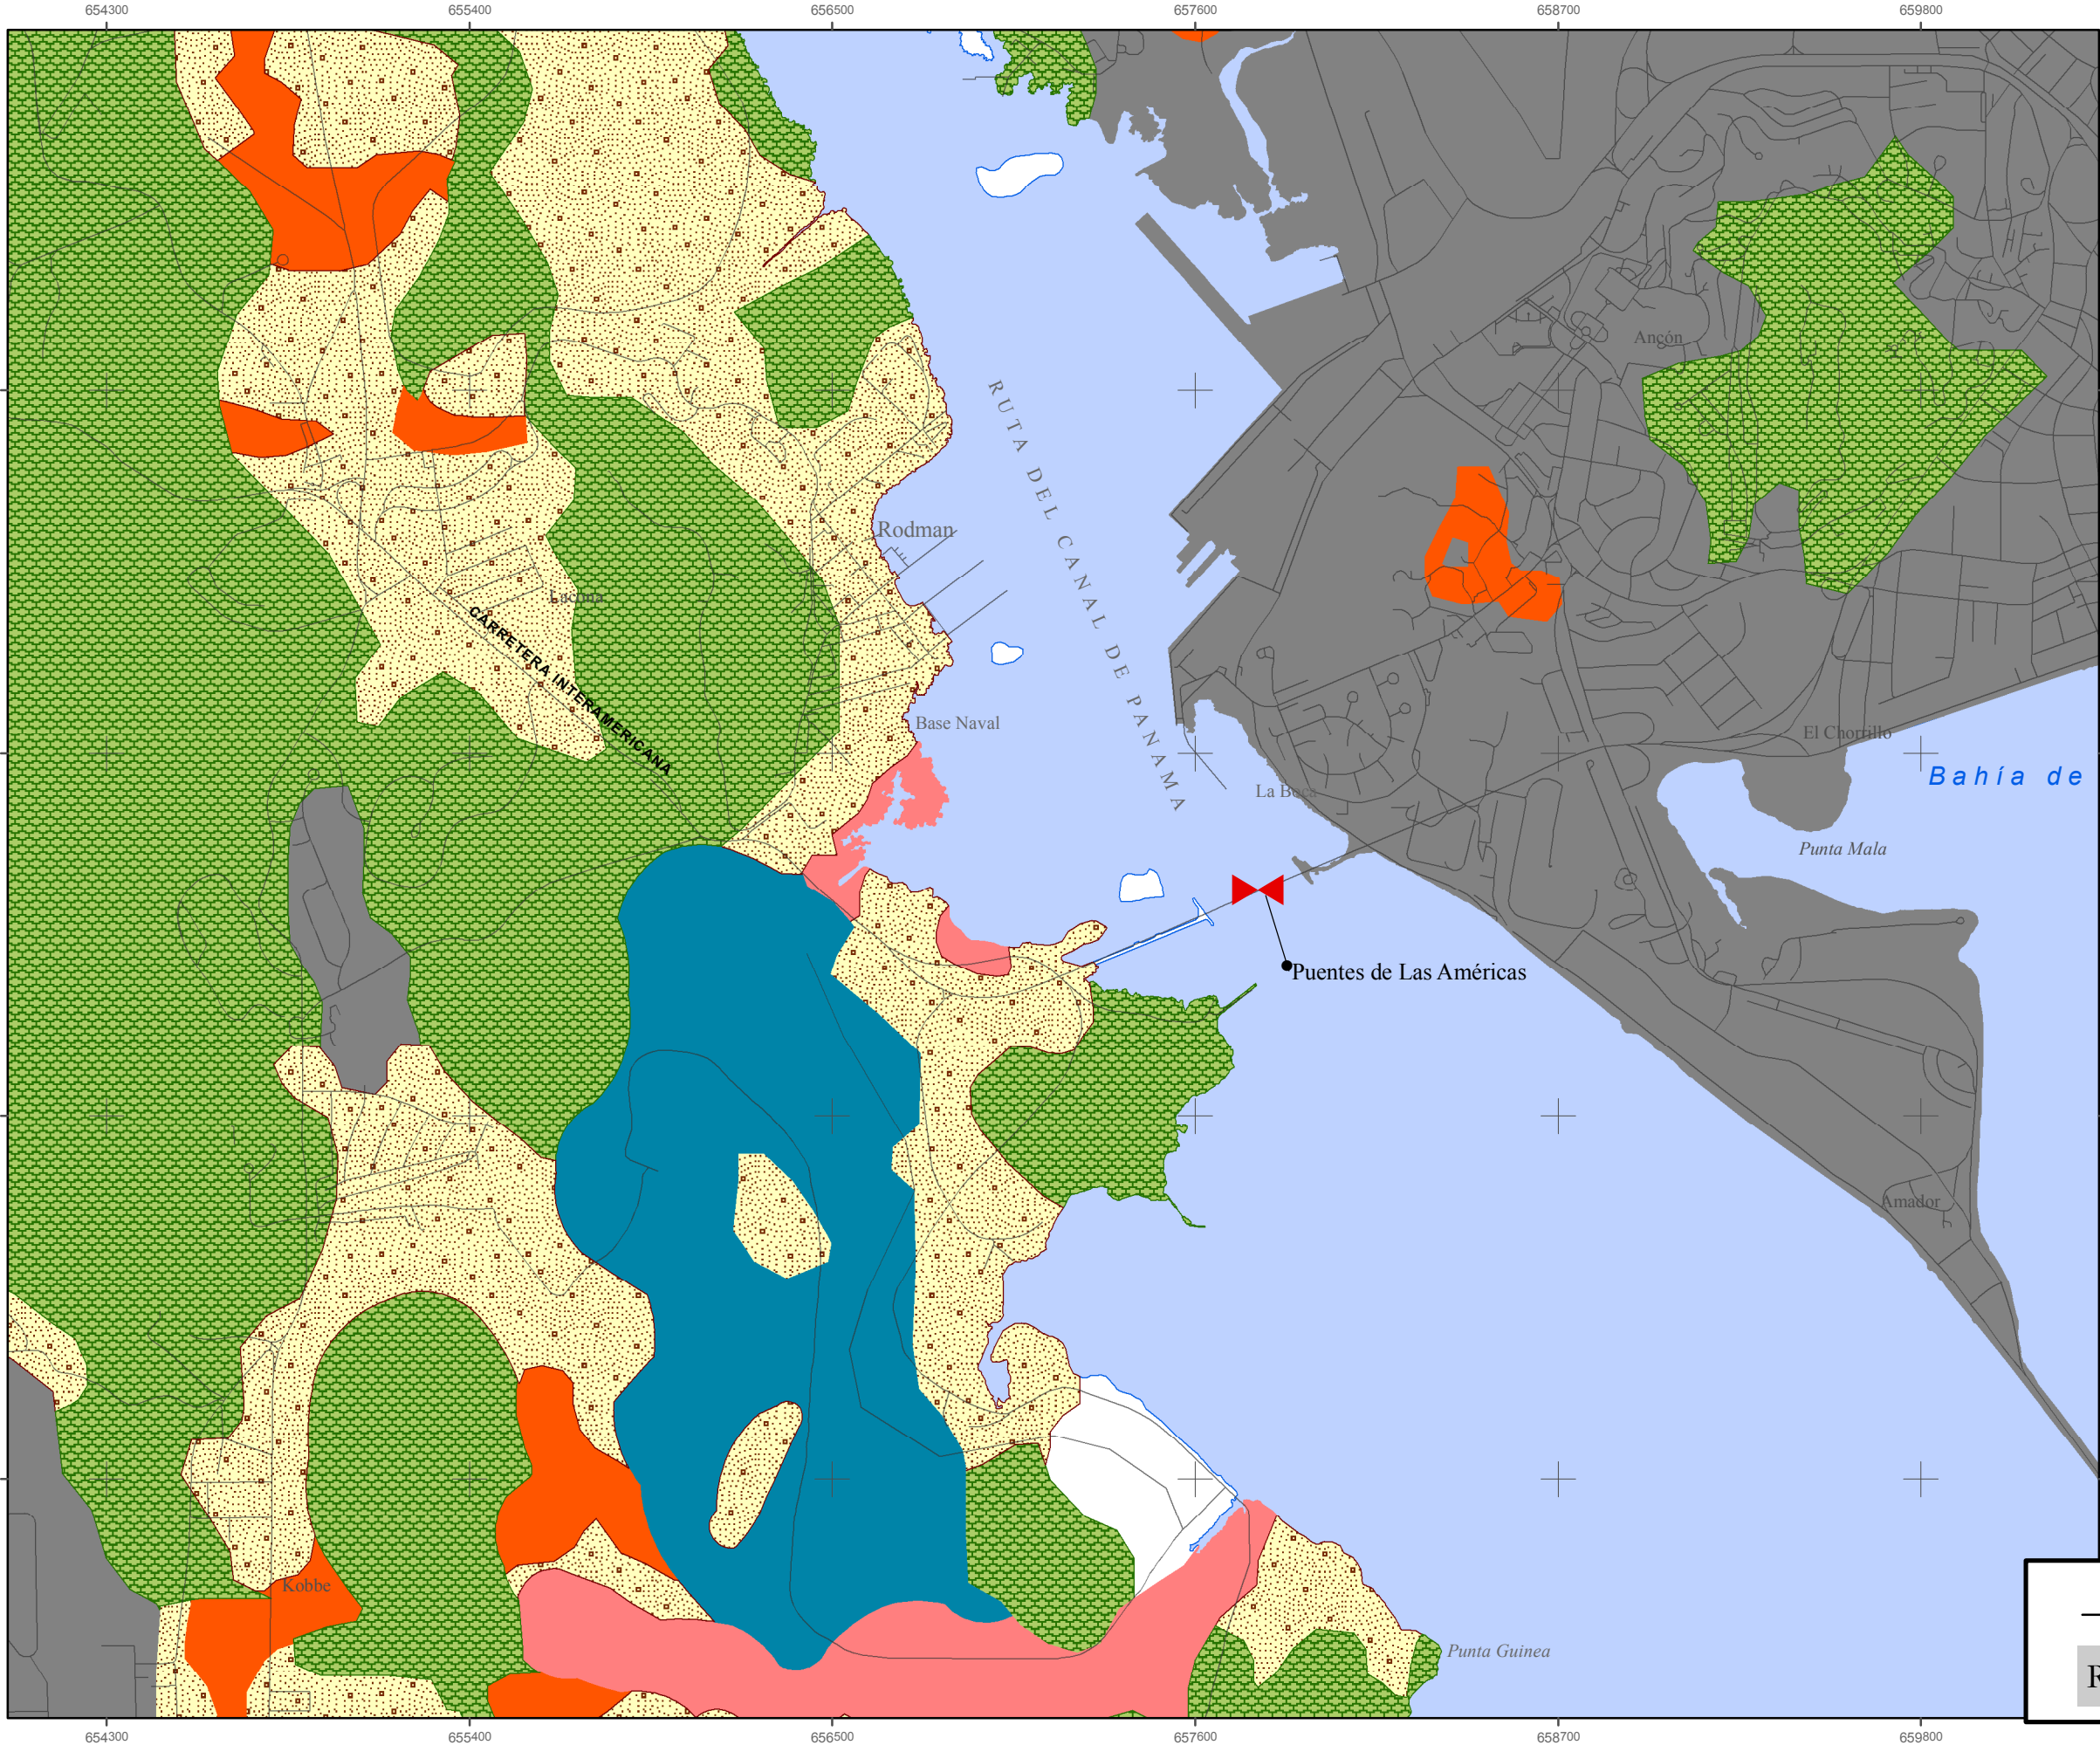 654300 655400 656500 657600 658700 659800
Ancón
RUTA DEL CANAL DE PANAMA
Rodman
Lacona
CARRETERA INTERAMERICANA
Base Naval
El Chorrillo
Bahía de
La Boca
Punta Mala
Puentes de Las Américas
Amador
Kobbe
Punta Guinea
R
654300 655400 656500 657600 658700 659800